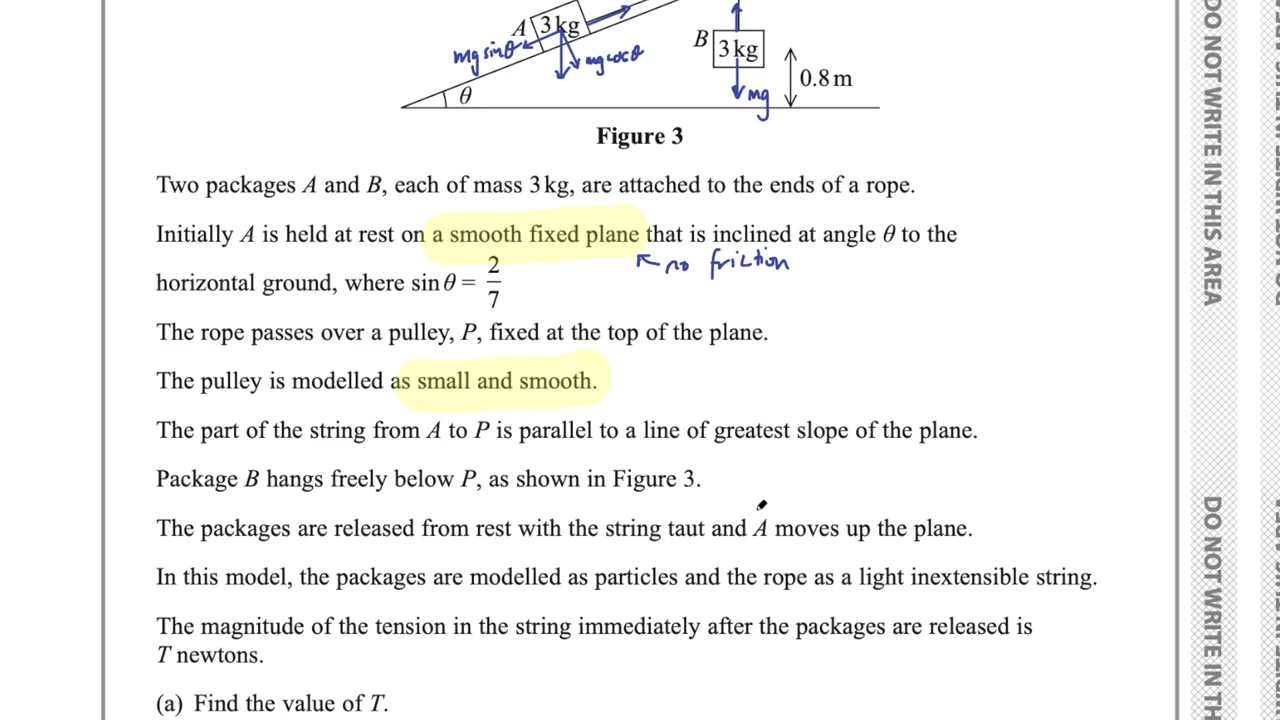 A 3 kg
mg sinθ
mg cosθ
B 3 kg
0.8 m
mg
θ
Figure 3
Two packages A and B, each of mass 3 kg, are attached to the ends of a rope.
Initially A is held at rest on a smooth fixed plane that is inclined at angle θ to the
no friction
horizontal ground, where sin θ = 2/7
The rope passes over a pulley, P, fixed at the top of the plane.
The pulley is modelled as small and smooth.
The part of the string from A to P is parallel to a line of greatest slope of the plane.
Package B hangs freely below P, as shown in Figure 3.
The packages are released from rest with the string taut and A moves up the plane.
In this model, the packages are modelled as particles and the rope as a light inextensible string.
The magnitude of the tension in the string immediately after the packages are released is
T newtons.
(a) Find the value of T.
DO NOT WRITE IN THIS AREA
DO NOT WRITE IN TH